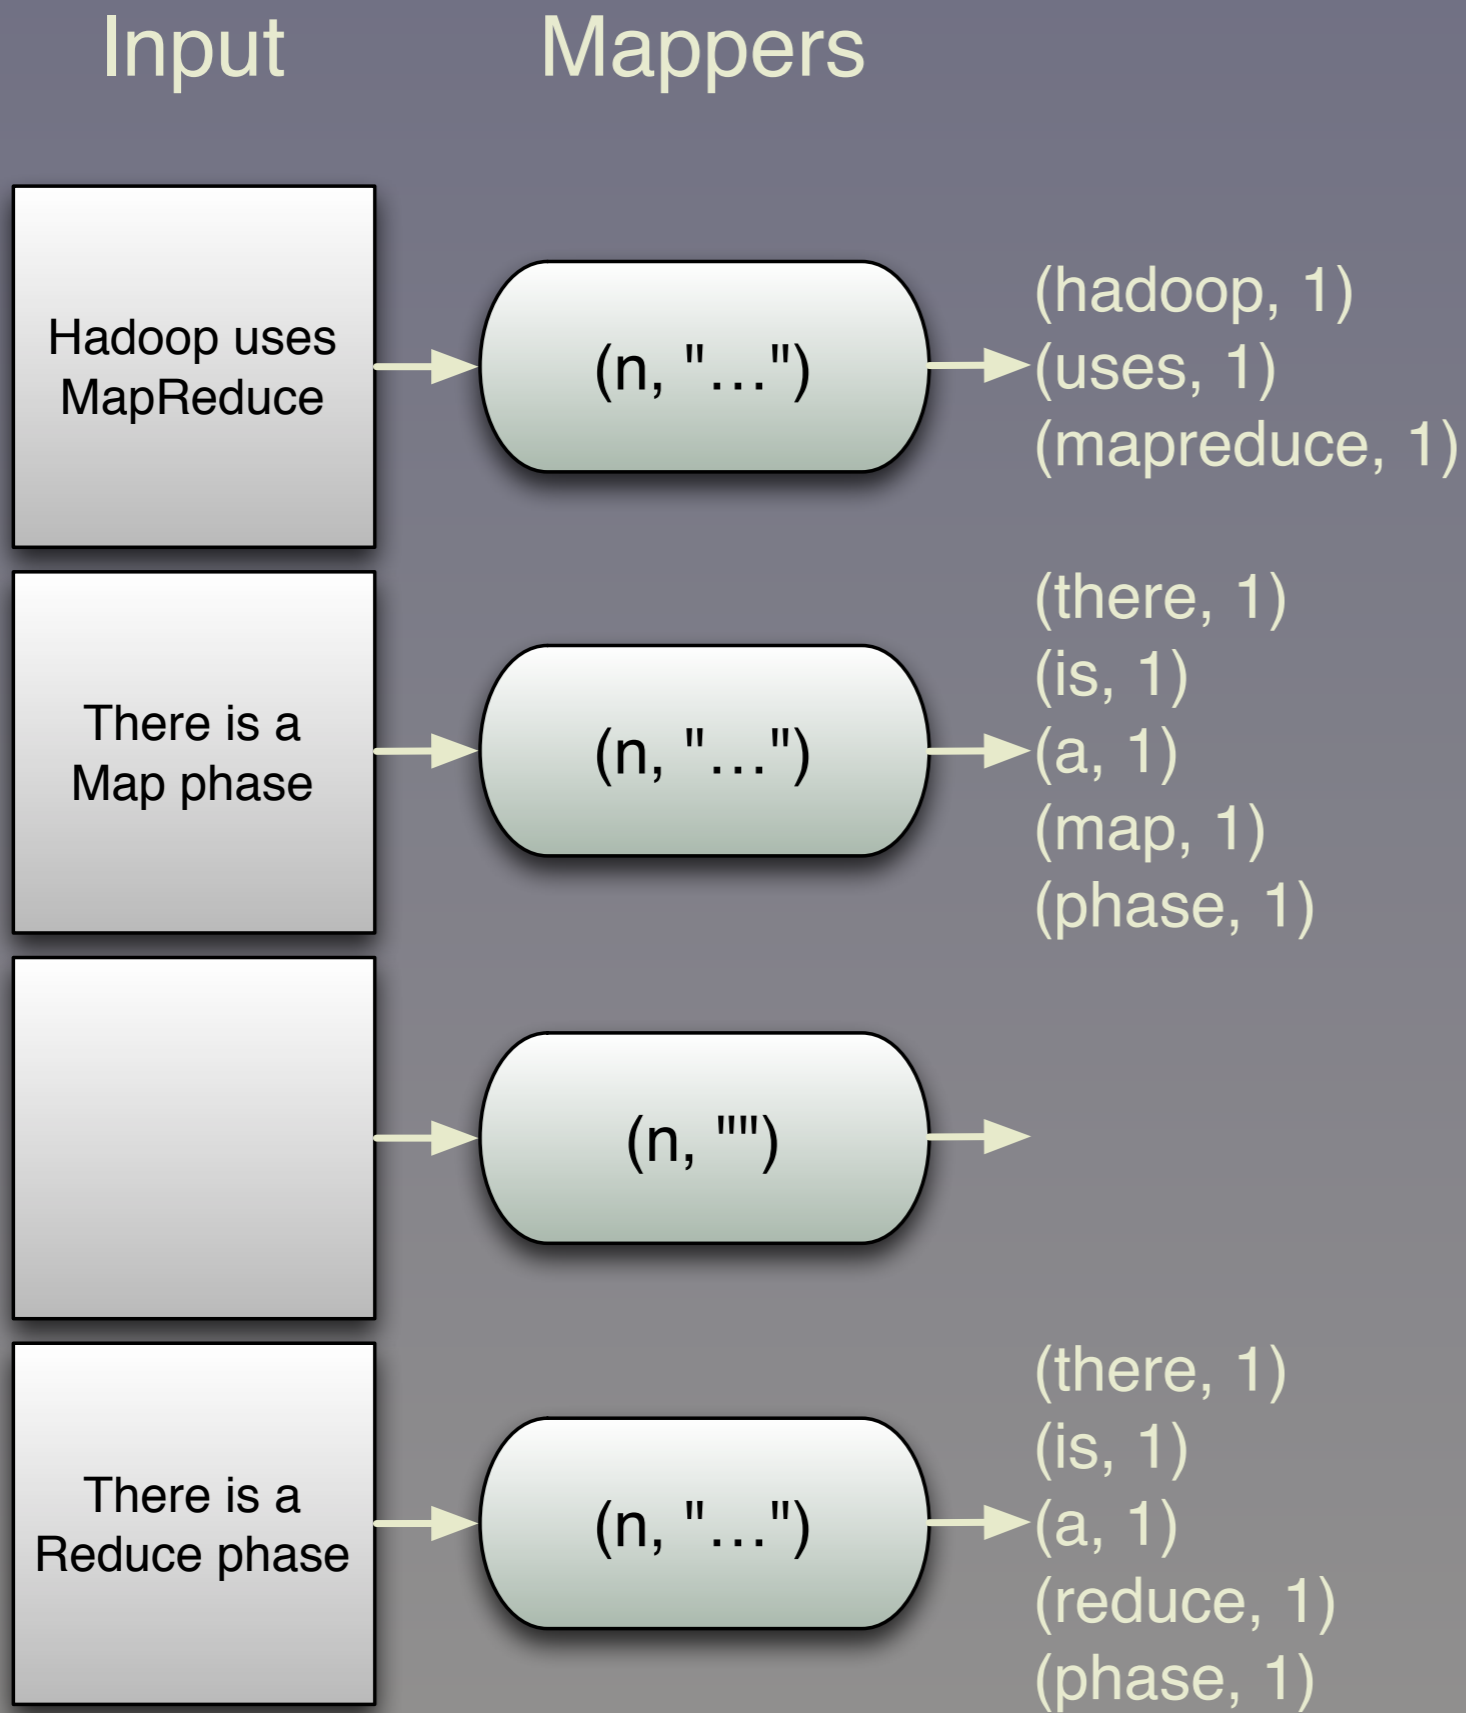 Input
Mappers
Hadoop uses
MapReduce
(n, "…")
(hadoop, 1)
(uses, 1)
(mapreduce, 1)
There is a
Map phase
(n, "…")
(there, 1)
(is, 1)
(a, 1)
(map, 1)
(phase, 1)
(n, "")
There is a
Reduce phase
(n, "…")
(there, 1)
(is, 1)
(a, 1)
(reduce, 1)
(phase, 1)